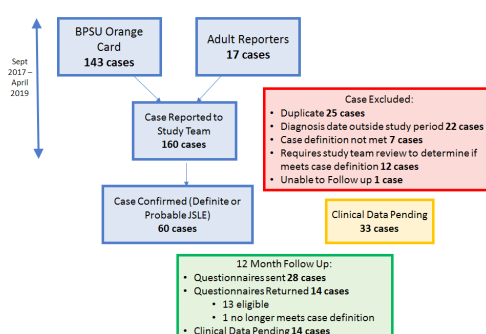 BPSU Orange
Card
143 cases
Adult Reporters
17 cases
Sept
2017 –
April
2019
Case Reported to
Study Team
160 cases
Case Excluded:
• Duplicate 25 cases
• Diagnosis date outside study period 22 cases
• Case definition not met 7 cases
• Requires study team review to determine if
meets case definition 12 cases
• Unable to Follow up 1 case
Case Confirmed (Definite or
Probable JSLE)
60 cases
Clinical Data Pending
33 cases
12 Month Follow Up:
• Questionnaires sent 28 cases
• Questionnaires Returned 14 cases
• 13 eligible
• 1 no longer meets case definition
• Clinical Data Pending 14 cases